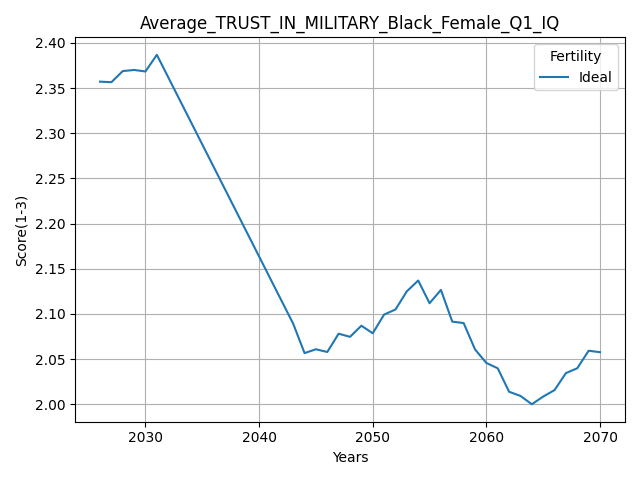 Average_TRUST_IN_MILITARY_Black_Female_Q1_IQ
Fertility
Ideal
2.40
2.35
2.30
2.25
2.20
2.15
2.10
2.05
2.00
Score(1-3)
2030
2040
2050
2060
2070
Years